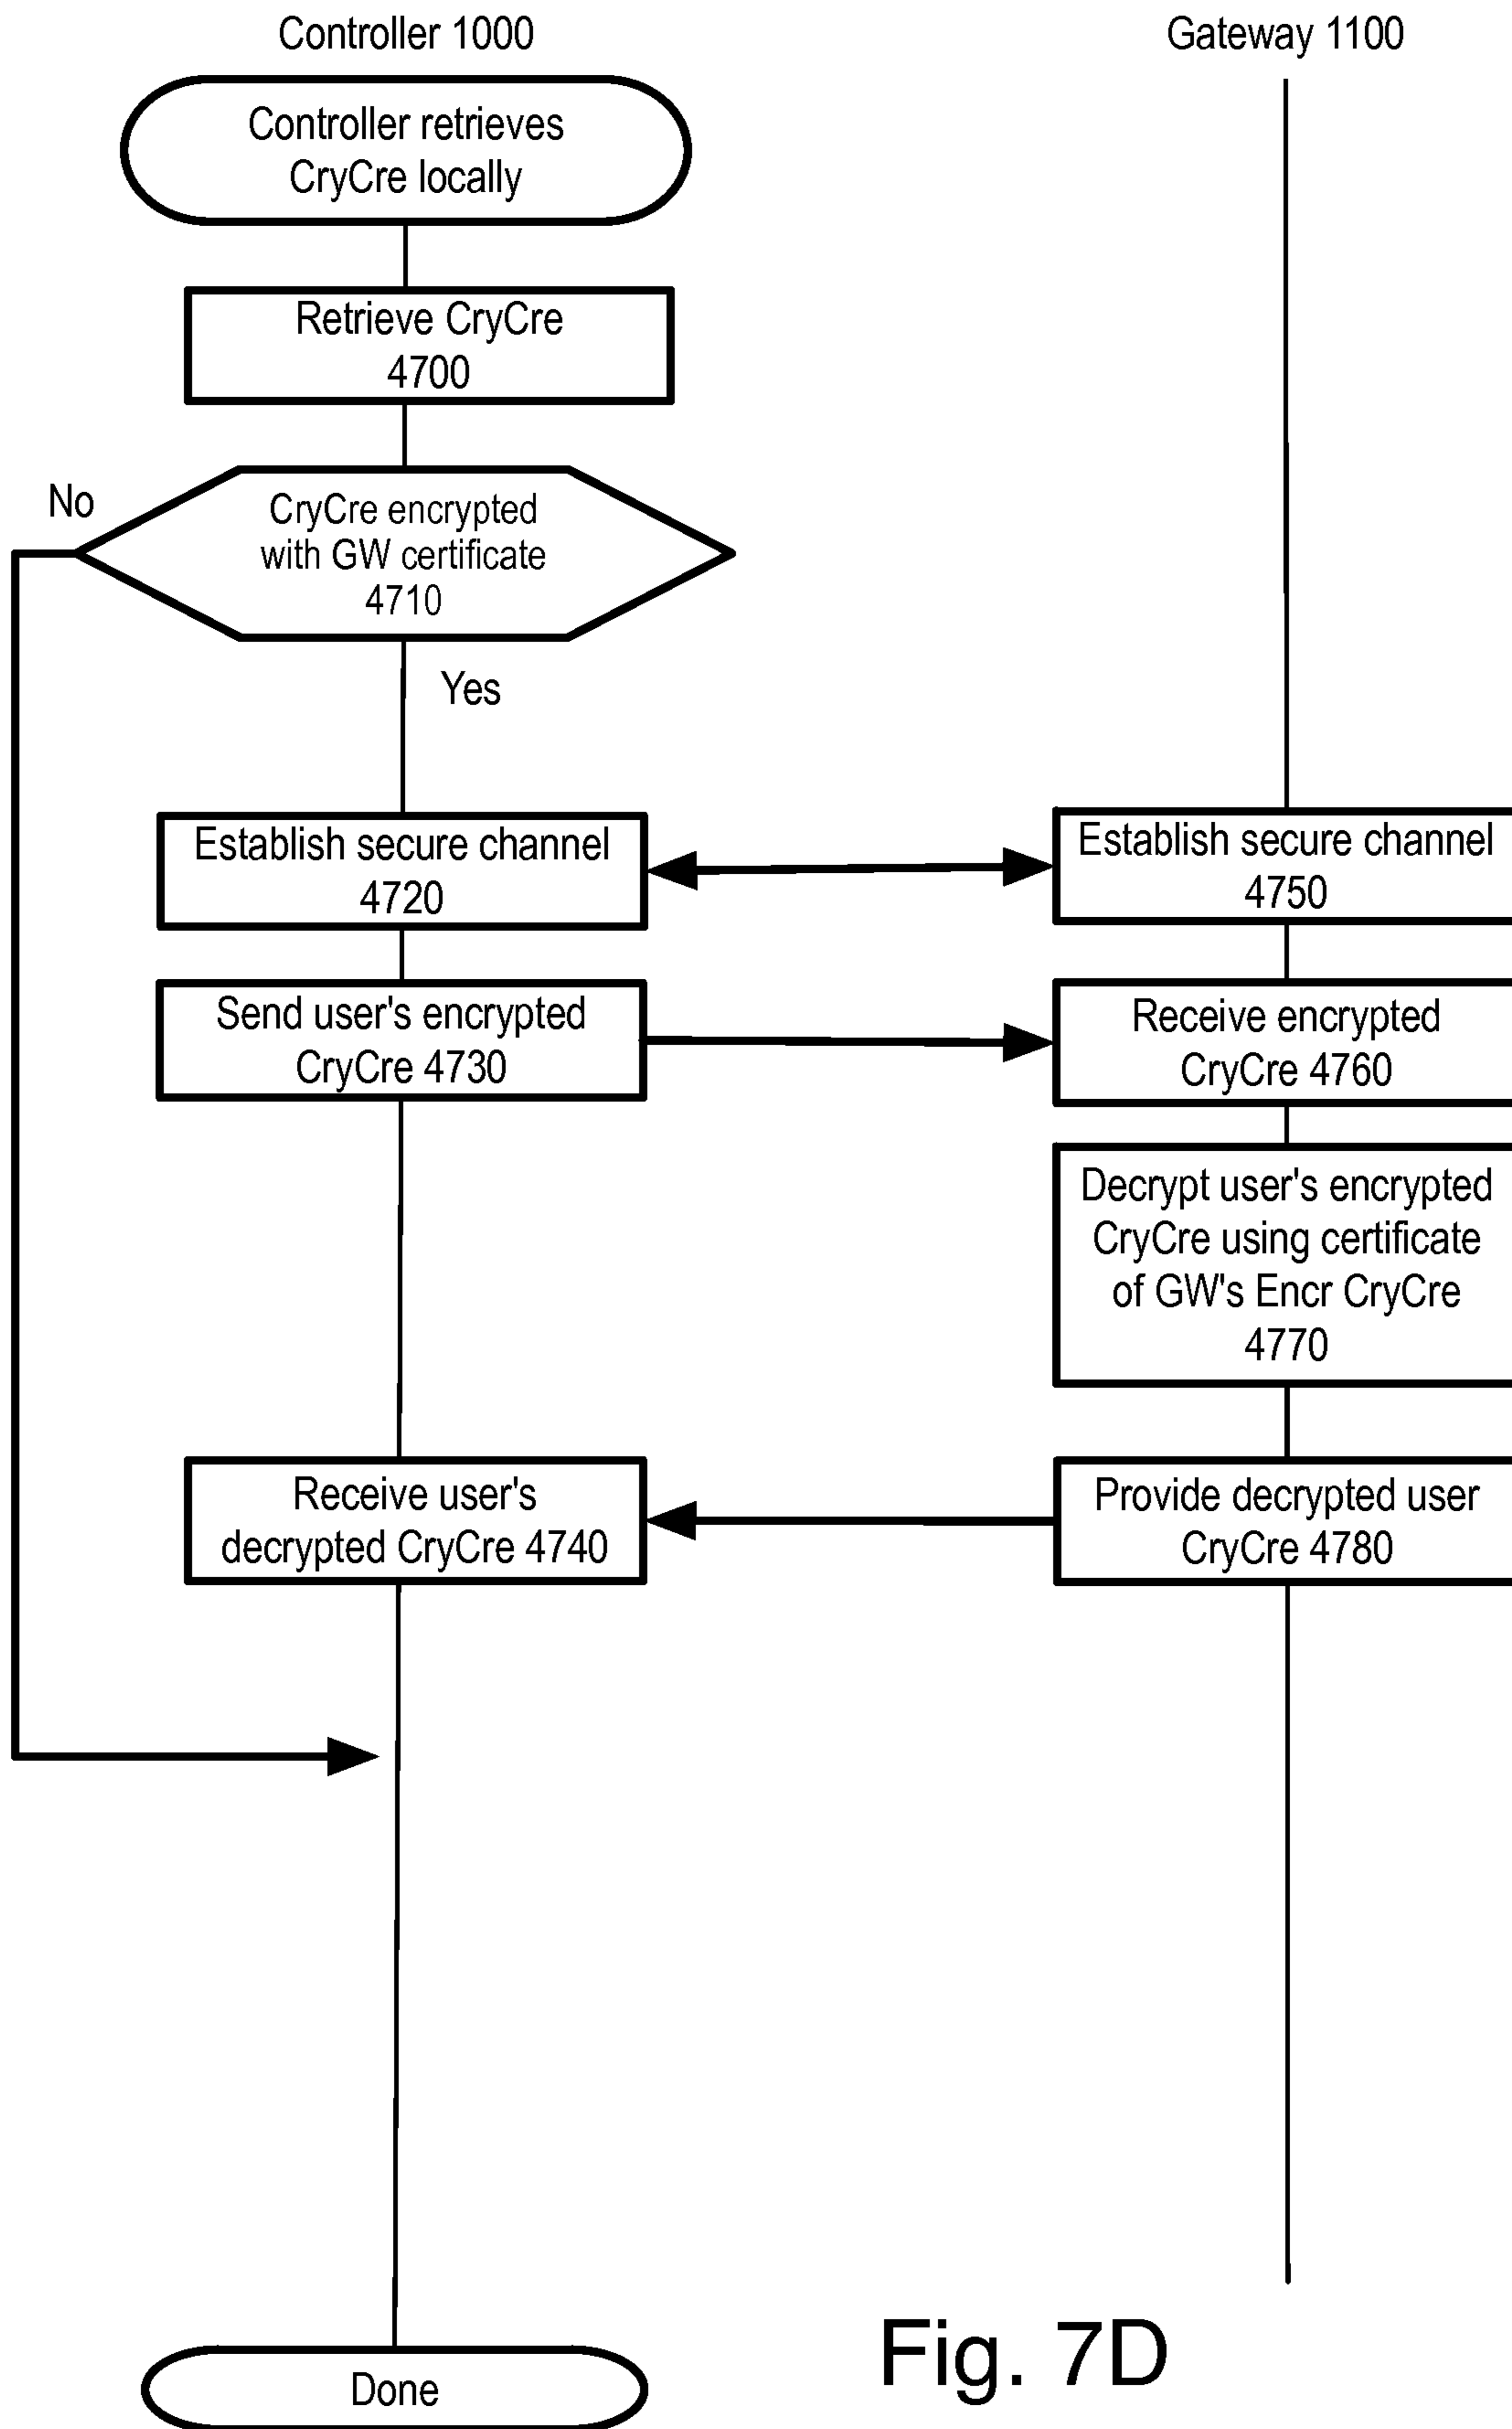 Controller 1000
Gateway 1100
Controller retrieves
CryCre locally
Retrieve CryCre
4700
No
CryCre encrypted
with GW certificate
4710
Yes
Establish secure channel
4720
Establish secure channel
4750
Send user's encrypted
CryCre 4730
Receive encrypted
CryCre 4760
Decrypt user's encrypted
CryCre using certificate
of GW's Encr CryCre
4770
Receive user's
decrypted CryCre 4740
Provide decrypted user
CryCre 4780
Fig. 7D
Done